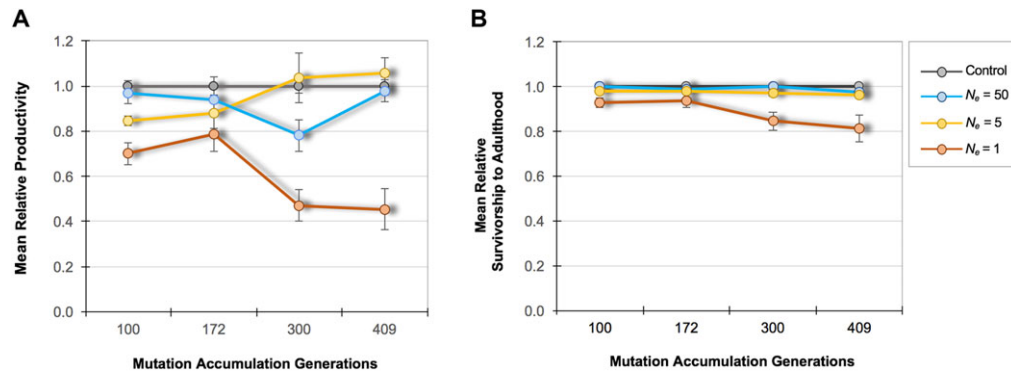 A
B
1.2
1.0
0.8
0.6
0.4
0.2
0.0
Mean Relative Productivity
100 172 300 409
Mutation Accumulation Generations
1.2
1.0
0.8
0.6
0.4
0.2
0.0
Mean Relative
Survivorship to Adulthood
100 172 300 409
Mutation Accumulation Generations
Control
Ne = 50
Ne = 5
Ne = 1